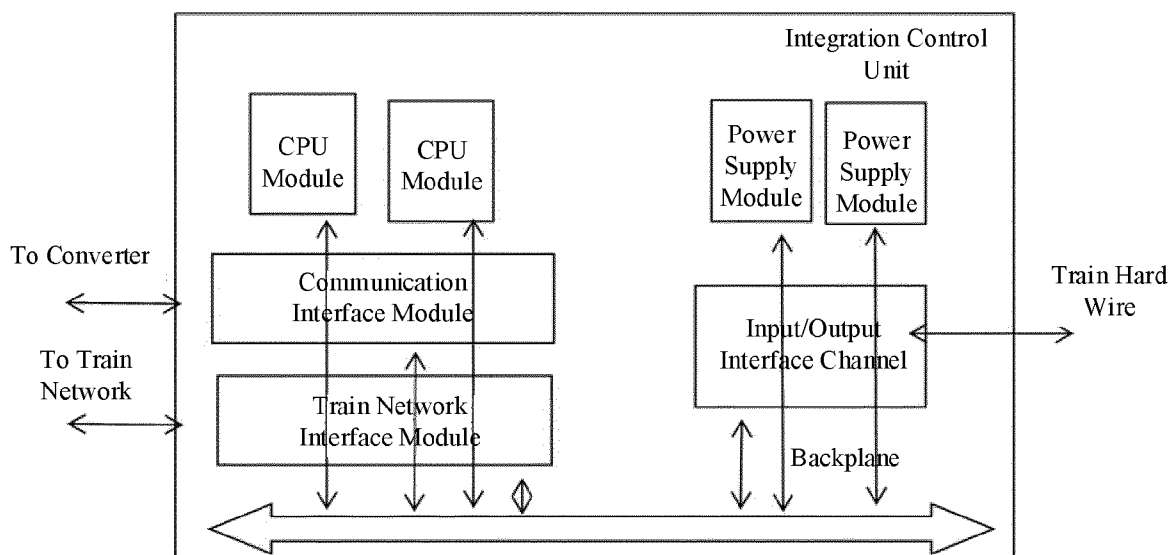 Integration Control
Unit
CPU
Module
CPU
Module
Power
Supply
Module
Power
Supply
Module
To Converter
Communication
Interface Module
Train Hard
Wire
Input/Output
Interface Channel
To Train
Network
Train Network
Interface Module
Backplane